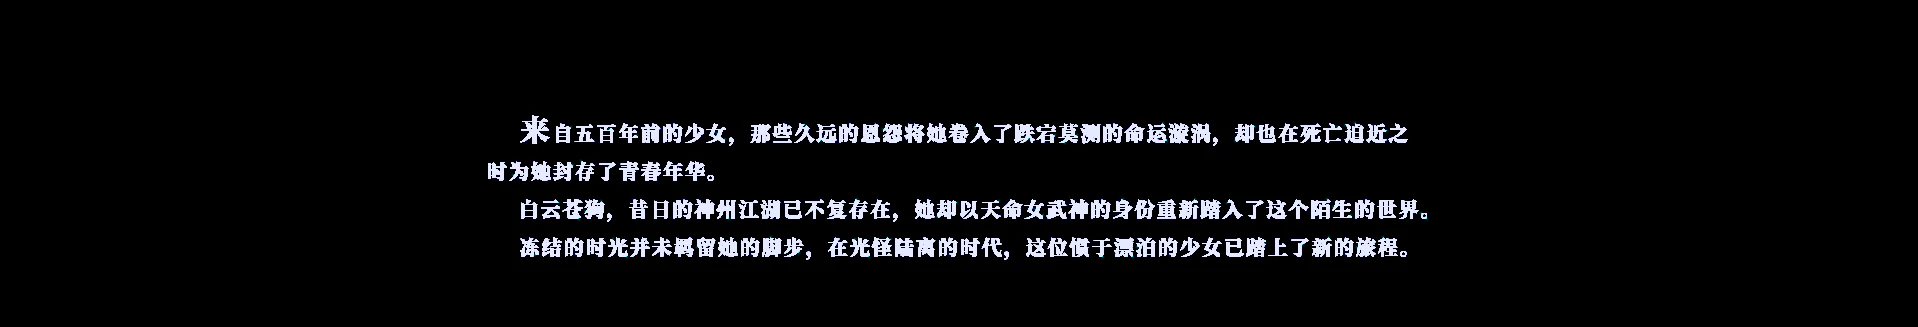 来自五百年前的少女，那些久远的恩怨将她卷入了跌宕莫测的命运漩涡，却也在死亡迫近之
时为她封存了青春年华。
白云苍狗，昔日的神州江湖已不复存在，她却以天命女武神的身份重新踏入了这个陌生的世界。
冻结的时光并未羁留她的脚步，在光怪陆离的时代，这位惯于漂泊的少女已踏上了新的旅程。